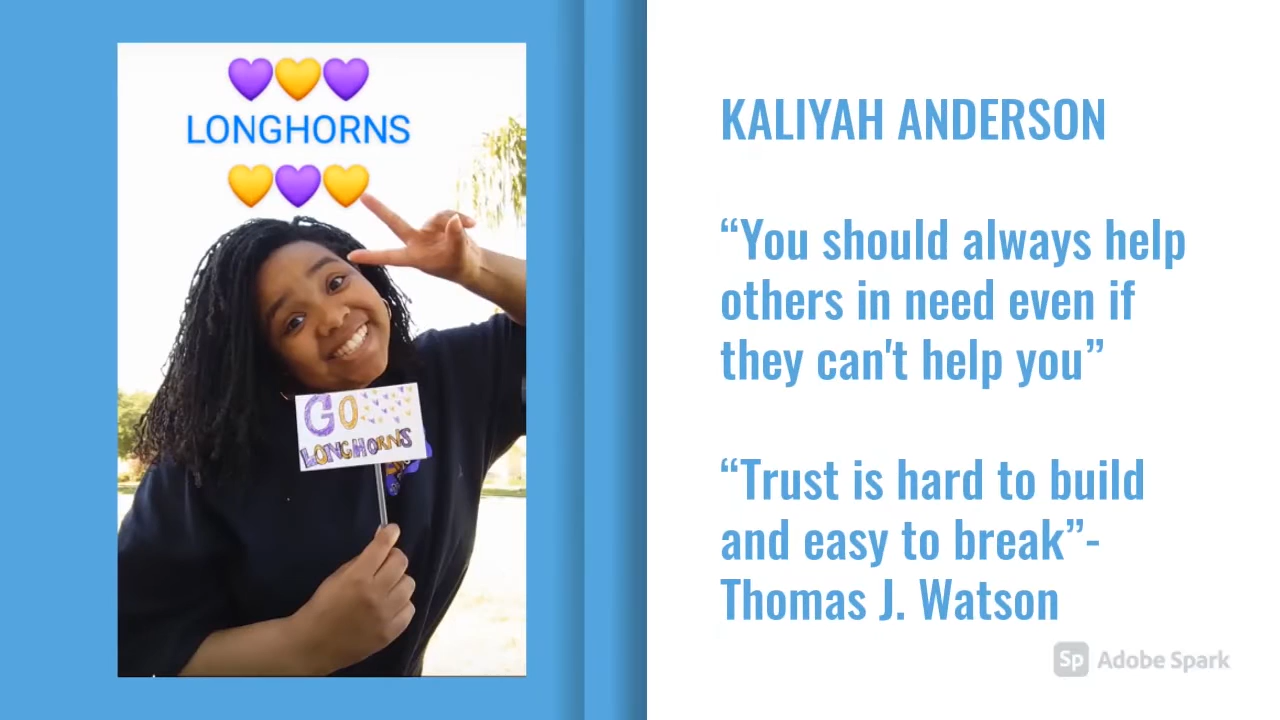 💜💛💜
LONGHORNS
💛💜💛
GO
LONGHORNS
KALIYAH ANDERSON
“You should always help
others in need even if
they can't help you”
“Trust is hard to build
and easy to break”-
Thomas J. Watson
Sp Adobe Spark